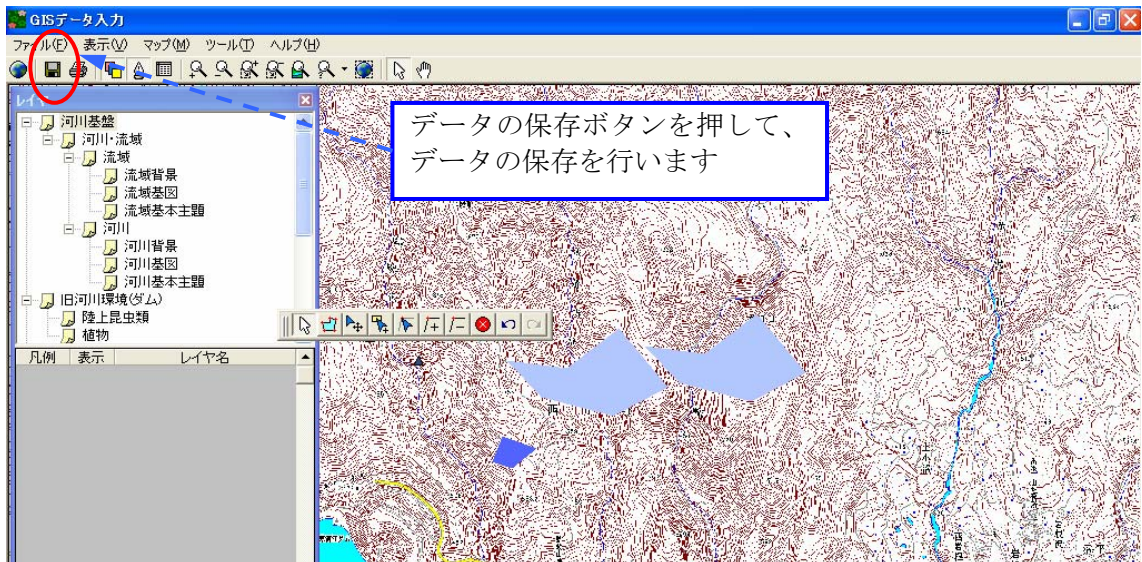 GISデータ入力
ファイル(F) 表示(V) マップ(M) ツール(T) ヘルプ(H)
データの保存ボタンを押して、
データの保存を行います
河川基盤
河川・流域
流域
流域背景
流域基図
流域基本主題
河川
河川背景
河川基図
河川基本主題
旧河川環境(ダム)
陸上昆虫類
植物
凡例 表示 レイヤ名
西